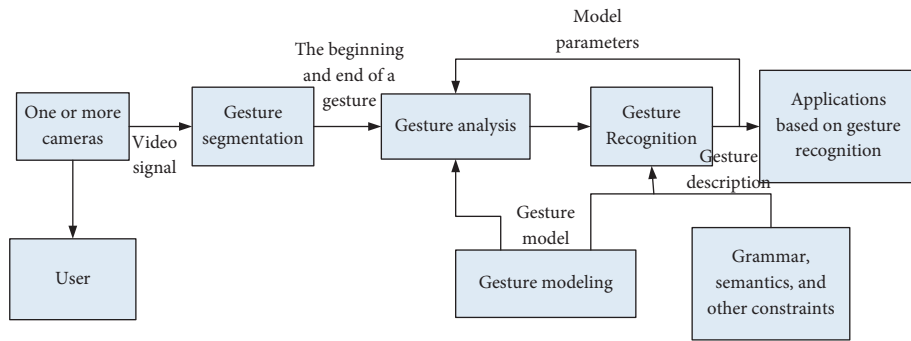 Model
parameters
The beginning
and end of a
gesture
One or more
cameras
Video
signal
Gesture
segmentation
Gesture analysis
Gesture
Recognition
Gesture
description
Applications
based on gesture
recognition
User
Gesture
model
Gesture modeling
Grammar,
semantics, and
other constraints